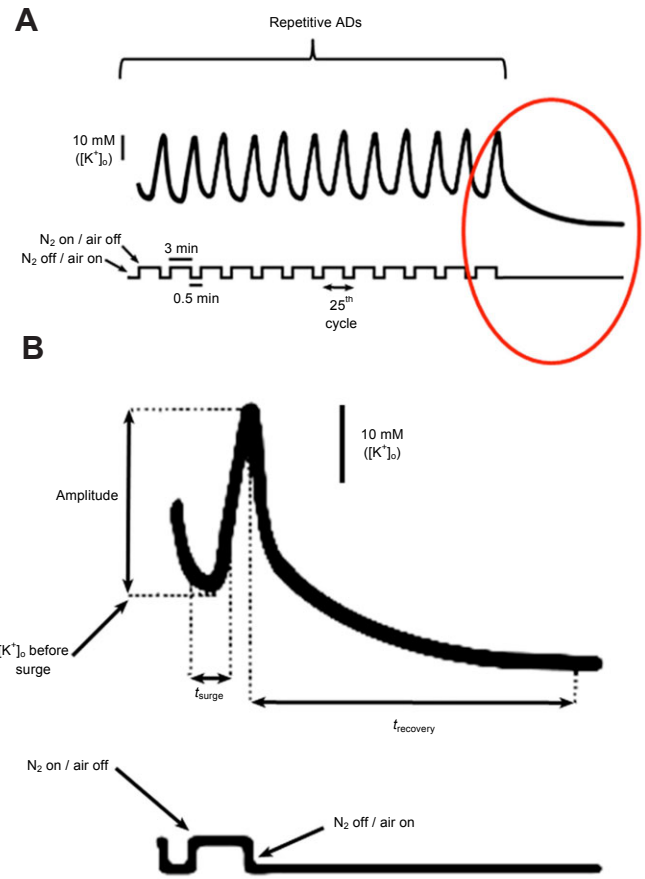 A
Repetitive ADs
10 mM
([K⁺]ₒ)
N₂ on / air off
N₂ off / air on
3 min
0.5 min
25th
cycle
B
10 mM
([K⁺]ₒ)
Amplitude
[K⁺]ₒ before
surge
tsurge
trecovery
N₂ on / air off
N₂ off / air on